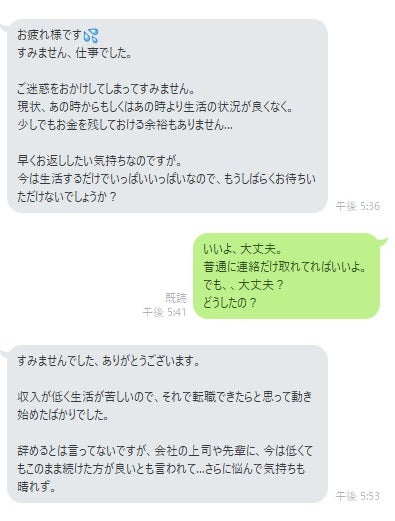 お疲れ様です💦
すみません、仕事でした。
ご迷惑をおかけしてしまってすみません。
現状、あの時からもしくはあの時より生活の状況が良くなく。
少しでもお金を残しておける余裕もありません...
早くお返ししたい気持ちなのですが。
今は生活するだけでいっぱいいっぱいなので、もうしばらくお待ちい
ただけないでしょうか？
午後 5:36
いいよ、大丈夫。
普通に連絡だけ取れてればいいよ。
でも、、大丈夫？
どうしたの？
既読
午後 5:41
すみませんでした、ありがとうございます。
収入が低く生活が苦しいので、それで転職できたらと思って動き
始めたばかりでした。
辞めるとは言ってないですが、会社の上司や先輩に、今は低くて
もこのまま続けた方が良いとも言われて...さらに悩んで気持ちも
晴れず。
午後 5:53